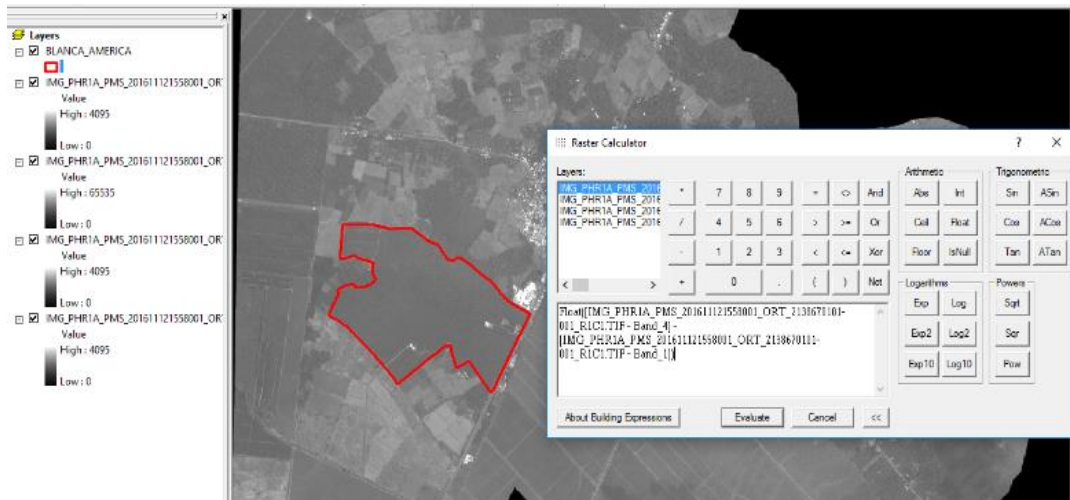 Layers
BLANCA_AMERICA
IMG_PHR1A_PMS_201611121558001_OR
Value
High : 4095
Low : 0
IMG_PHR1A_PMS_201611121558001_OR
Value
High : 65535
Low : 0
IMG_PHR1A_PMS_201611121558001_OR
Value
High : 4095
Low : 0
IMG_PHR1A_PMS_201611121558001_OR
Value
High : 4095
Low : 0
Raster Calculator
? X
Layers:
IMG_PHR1A_PMS_2016
IMG_PHR1A_PMS_2016
IMG_PHR1A_PMS_2016
IMG_PHR1A_PMS_2016
* 7 8 9 = <> And
/ 4 5 6 > >= Or
- 1 2 3 < <= Xor
+ 0 . ( ) Not
Arithmetic
Abs Int
Ceil Float
Floor IsNull
Trigonometric
Sin ASin
Cos ACos
Tan ATan
Logarithms
Exp Log
Exp2 Log2
Exp10 Log10
Powers
Sqrt
Sqr
Pow
Float([IMG_PHR1A_PMS_201611121558001_ORT_2138670101-
001_R1C1.TIF - Band_4] -
[IMG_PHR1A_PMS_201611121558001_ORT_2138670101-
001_R1C1.TIF - Band_1])
About Building Expressions
Evaluate
Cancel
<<